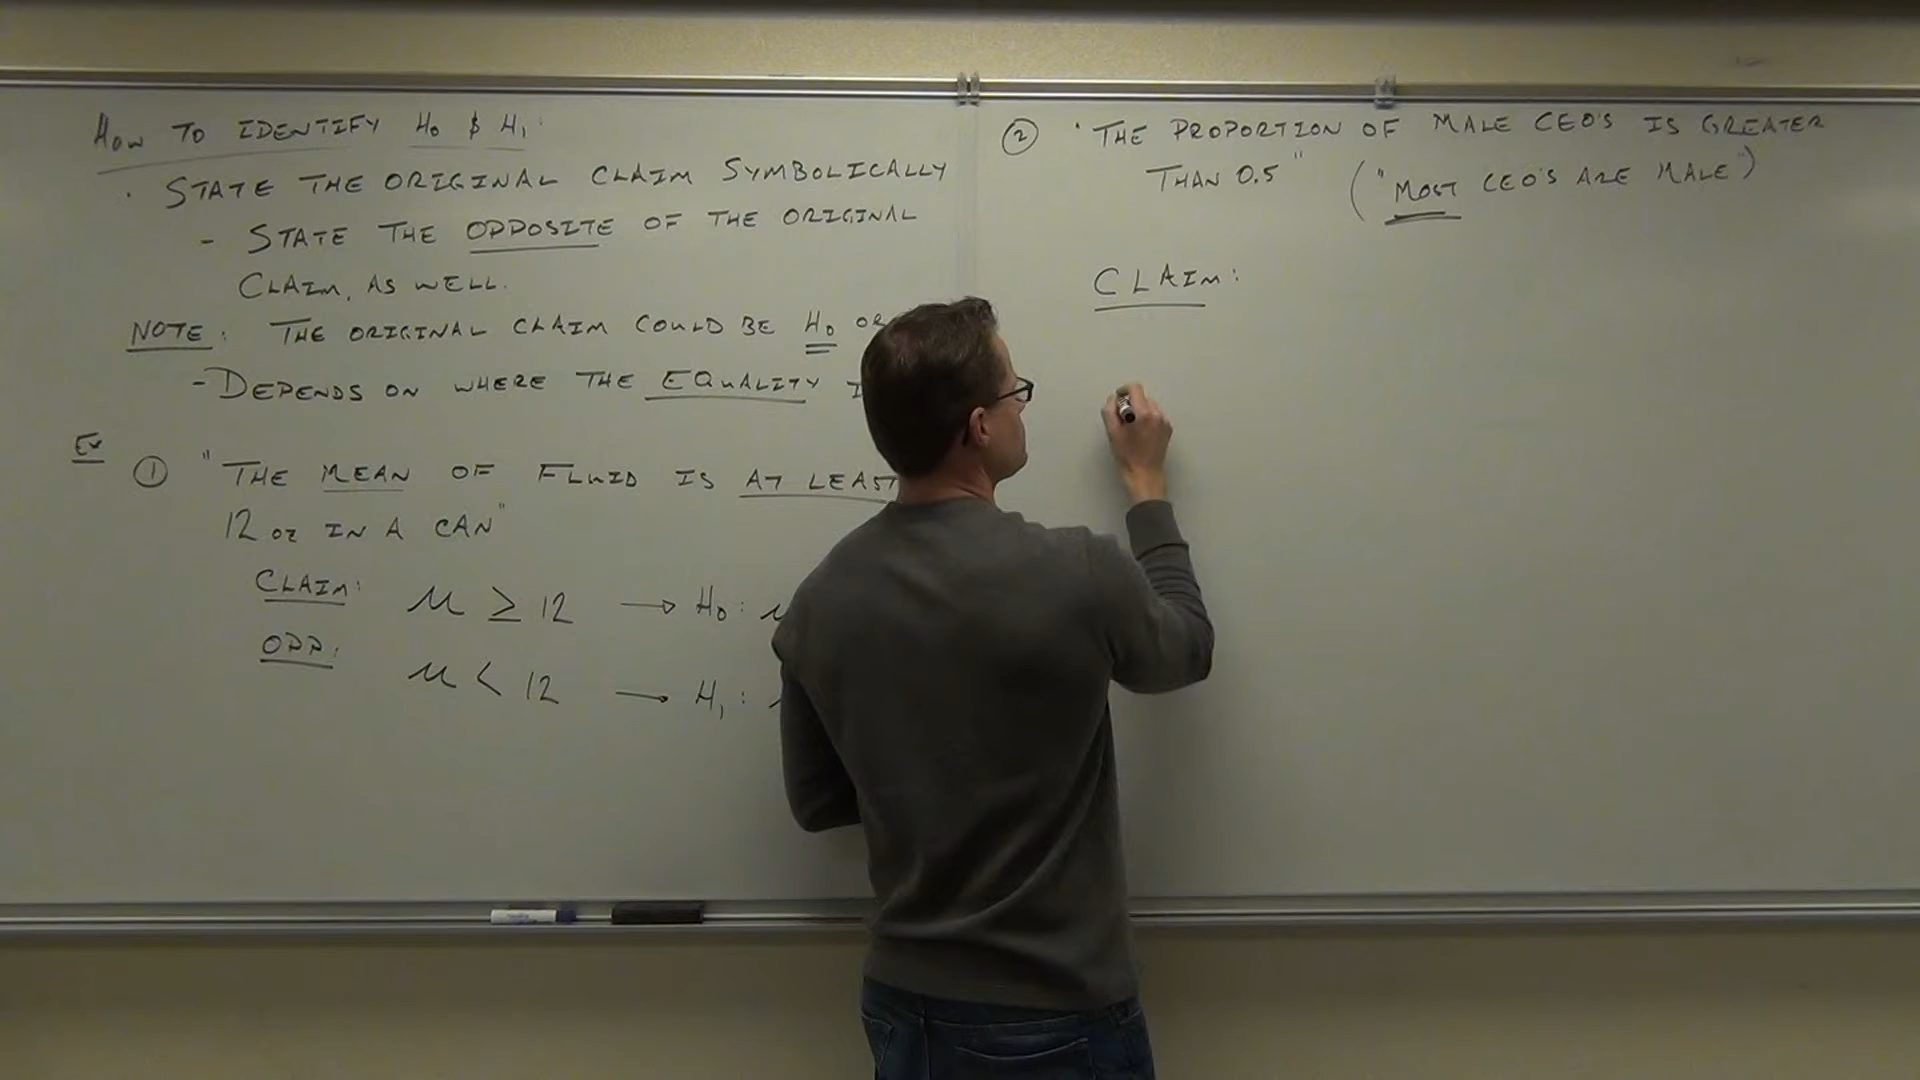 HOW TO IDENTIFY H₀ & H₁:
· STATE THE ORIGINAL CLAIM SYMBOLICALLY
- STATE THE OPPOSITE OF THE ORIGINAL
CLAIM, AS WELL.
NOTE: THE ORIGINAL CLAIM COULD BE H₀ OR
- DEPENDS ON WHERE THE EQUALITY
EX ① "THE MEAN OF FLUID IS AT LEAST
12 oz IN A CAN"
CLAIM: μ ≥ 12 → H₀: μ
OPP: μ < 12 → H₁:
② "THE PROPORTION OF MALE CEO'S IS GREATER
THAN 0.5" ("MOST CEO'S ARE MALE")
CLAIM: